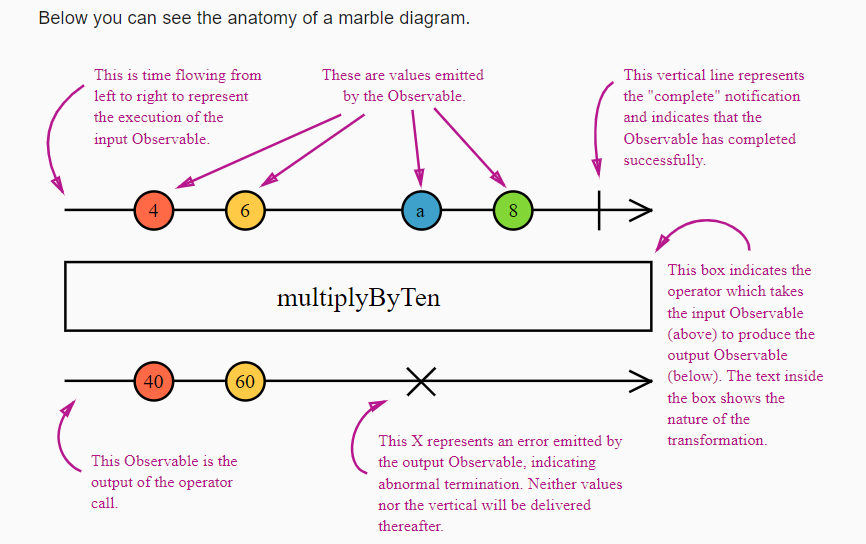 Below you can see the anatomy of a marble diagram.
This is time flowing from
left to right to represent
the execution of the
input Observable.
These are values emitted
by the Observable.
This vertical line represents
the "complete" notification
and indicates that the
Observable has completed
successfully.
4
6
a
8
multiplyByTen
This box indicates the
operator which takes
the input Observable
(above) to produce the
output Observable
(below). The text inside
the box shows the
nature of the
transformation.
40
60
This Observable is the
output of the operator
call.
This X represents an error emitted by
the output Observable, indicating
abnormal termination. Neither values
nor the vertical will be delivered
thereafter.